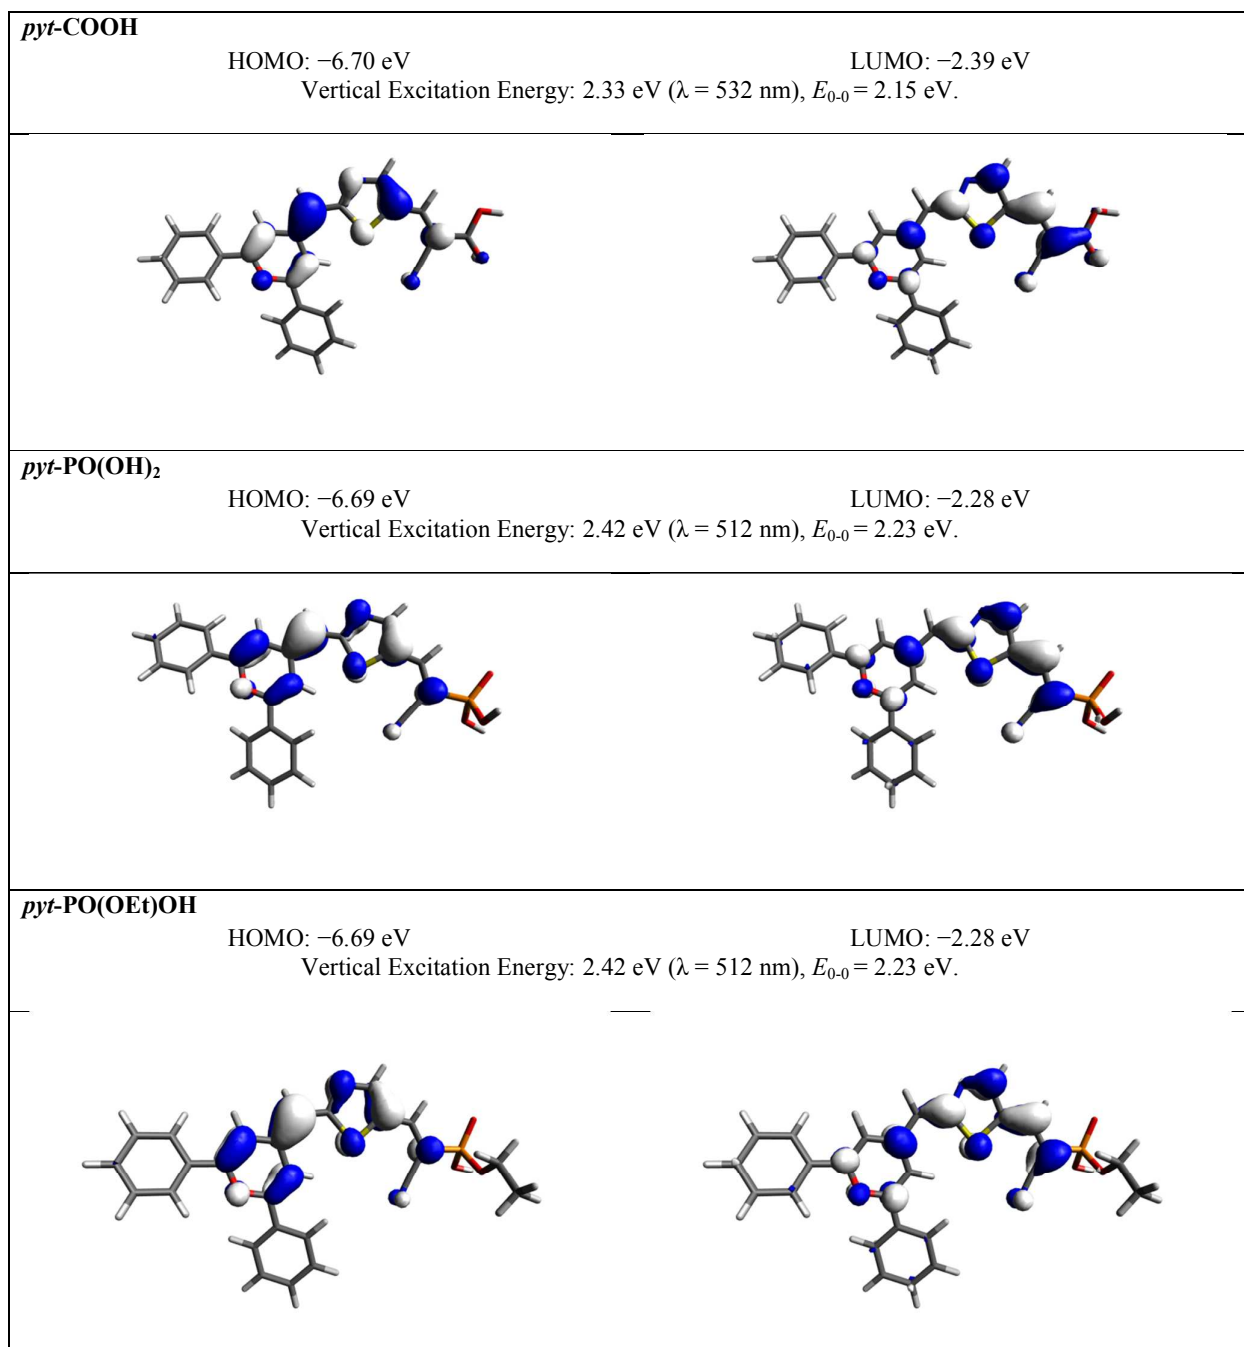 pyt-COOH
HOMO: −6.70 eV LUMO: −2.39 eV
Vertical Excitation Energy: 2.33 eV (λ = 532 nm), E0-0 = 2.15 eV.
pyt-PO(OH)2
HOMO: −6.69 eV LUMO: −2.28 eV
Vertical Excitation Energy: 2.42 eV (λ = 512 nm), E0-0 = 2.23 eV.
pyt-PO(OEt)OH
HOMO: −6.69 eV LUMO: −2.28 eV
Vertical Excitation Energy: 2.42 eV (λ = 512 nm), E0-0 = 2.23 eV.